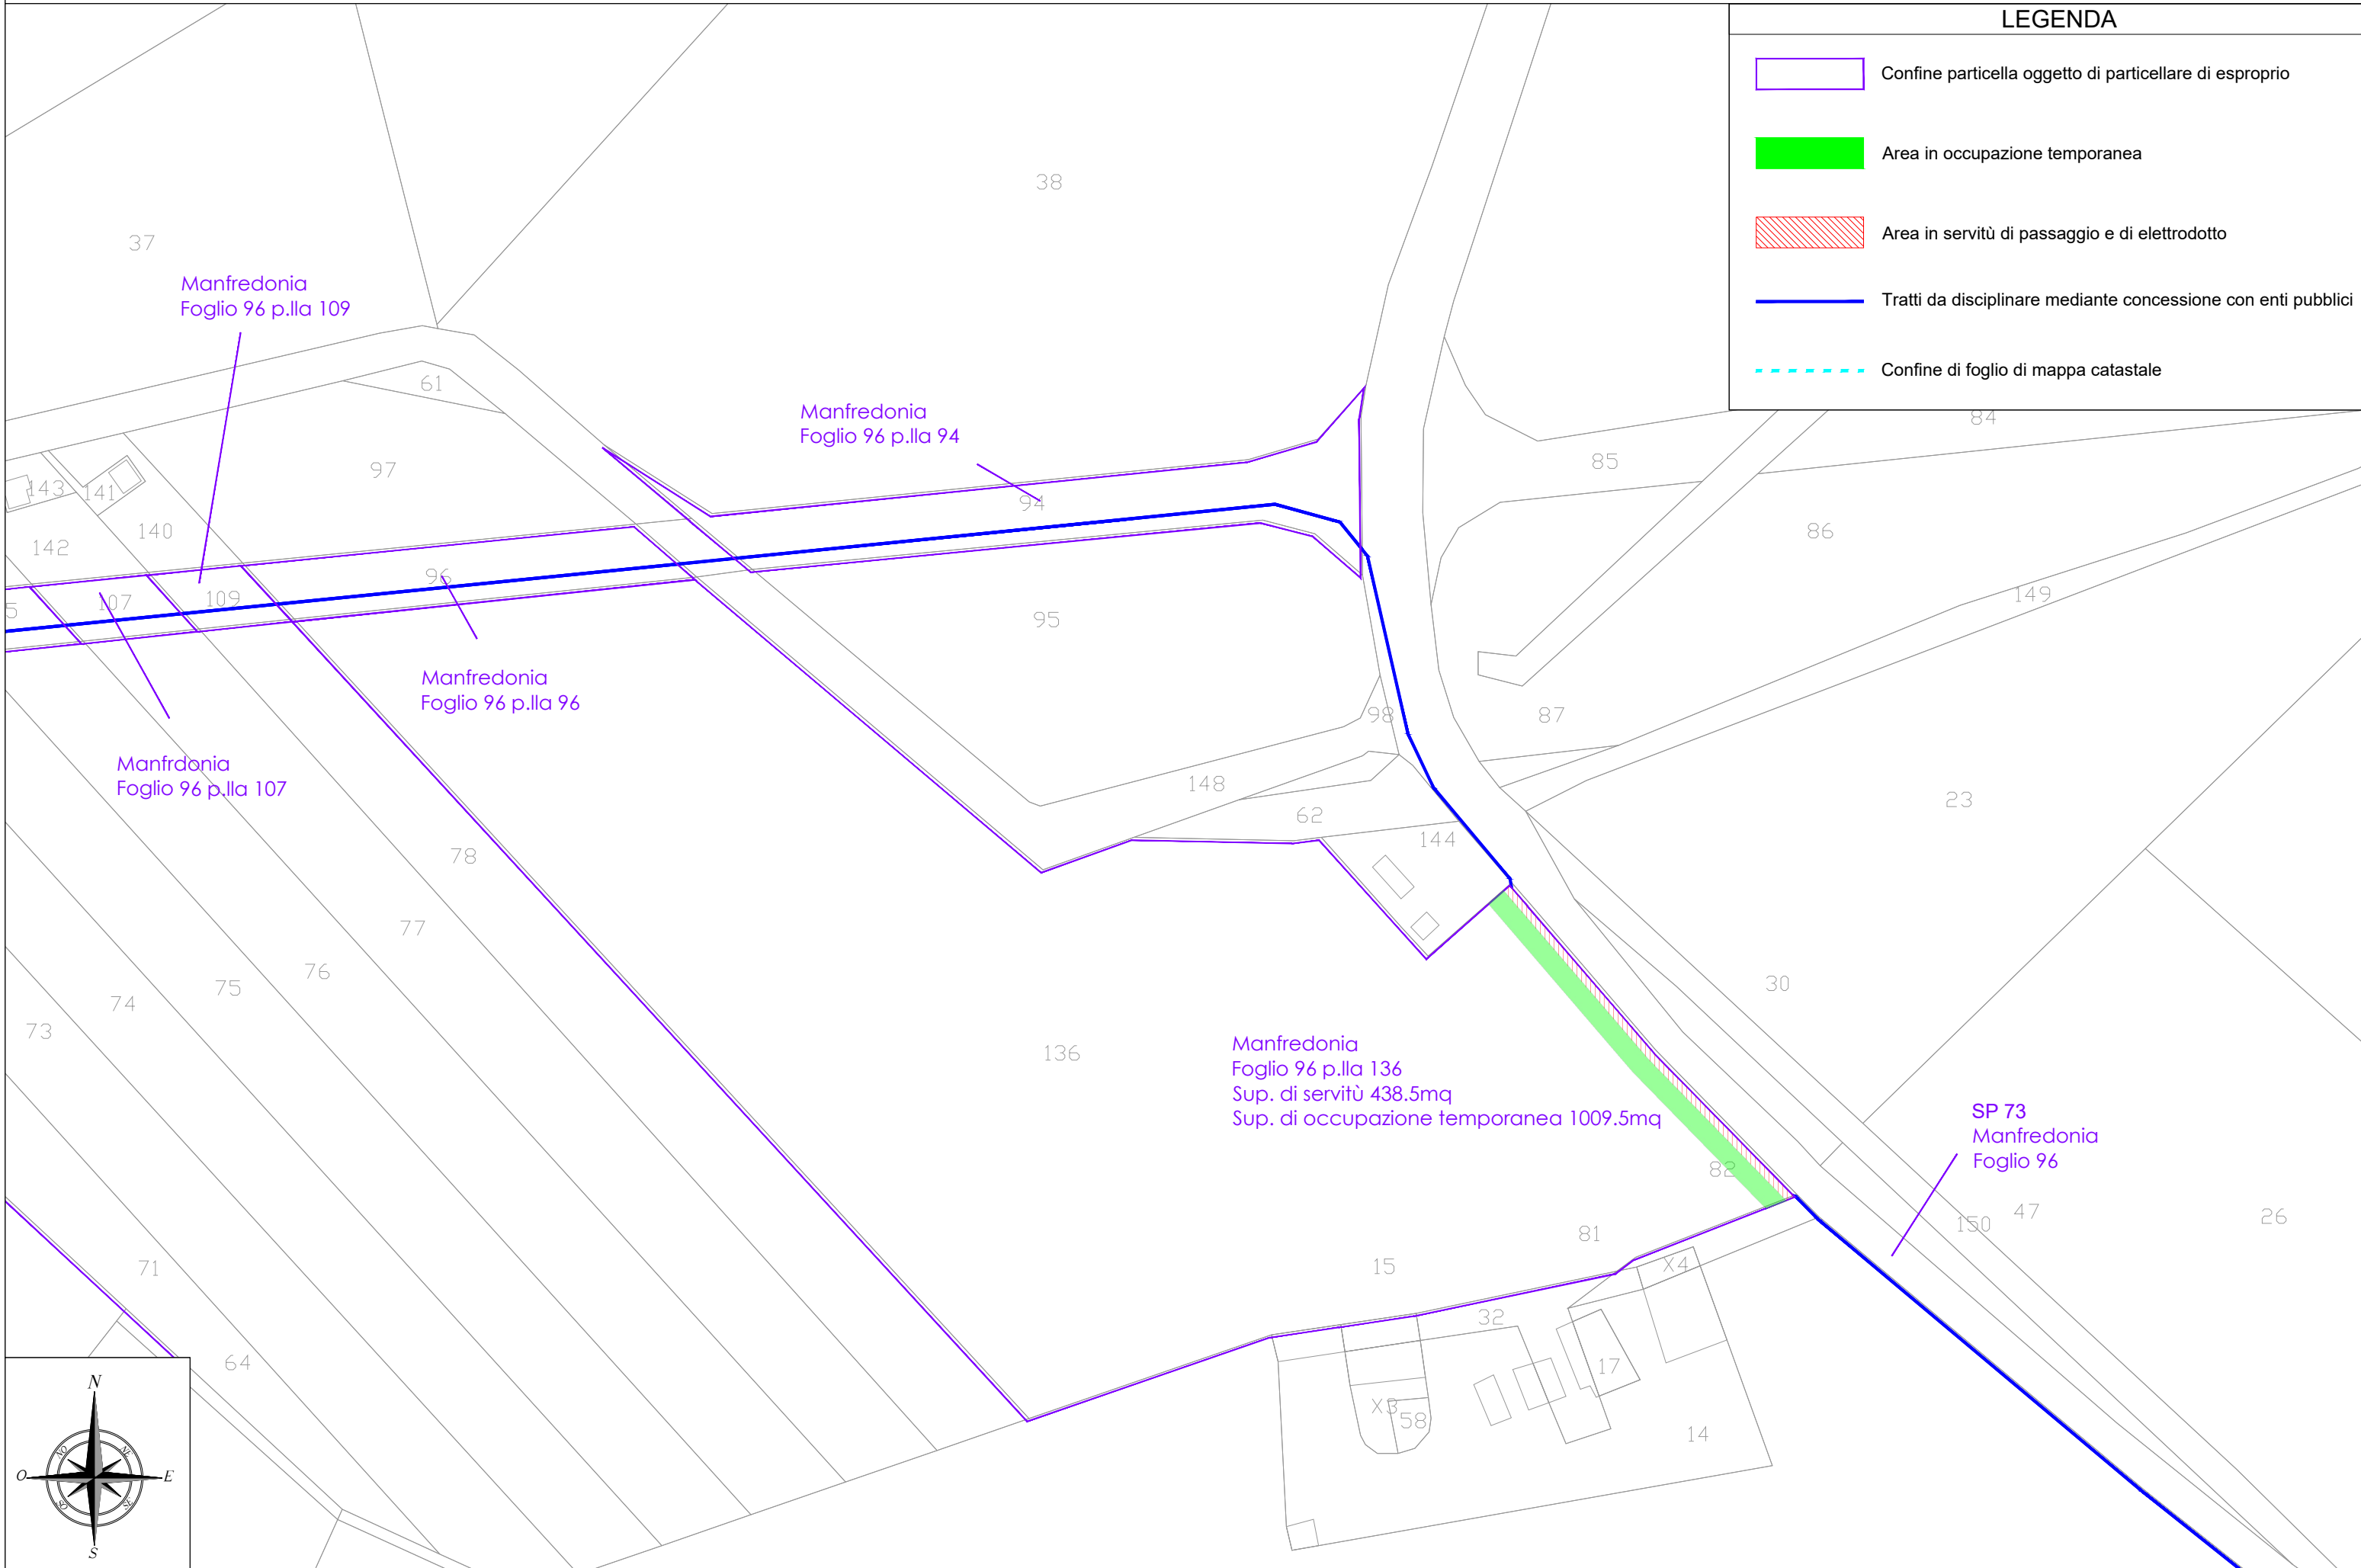 LEGENDA
Confine particella oggetto di particellare di esproprio
Area in occupazione temporanea
Area in servitù di passaggio e di elettrodotto
Tratti da disciplinare mediante concessione con enti pubblici
Confine di foglio di mappa catastale
38
37
Manfredonia
Foglio 96 p.lla 109
61
Manfredonia
Foglio 96 p.lla 94
84
85
97
143
141
94
140
142
86
96
149
107
109
5
95
Manfredonia
Foglio 96 p.lla 96
98
87
Manfrdonia
Foglio 96 p.lla 107
148
23
62
144
78
77
76
75
74
73
30
136
Manfredonia
Foglio 96 p.lla 136
Sup. di servitù 438.5mq
Sup. di occupazione temporanea 1009.5mq
SP 73
Manfredonia
Foglio 96
82
150
47
26
81
15
71
X4
32
64
17
X3
58
14
N
NO
NE
O
E
SO
SE
S